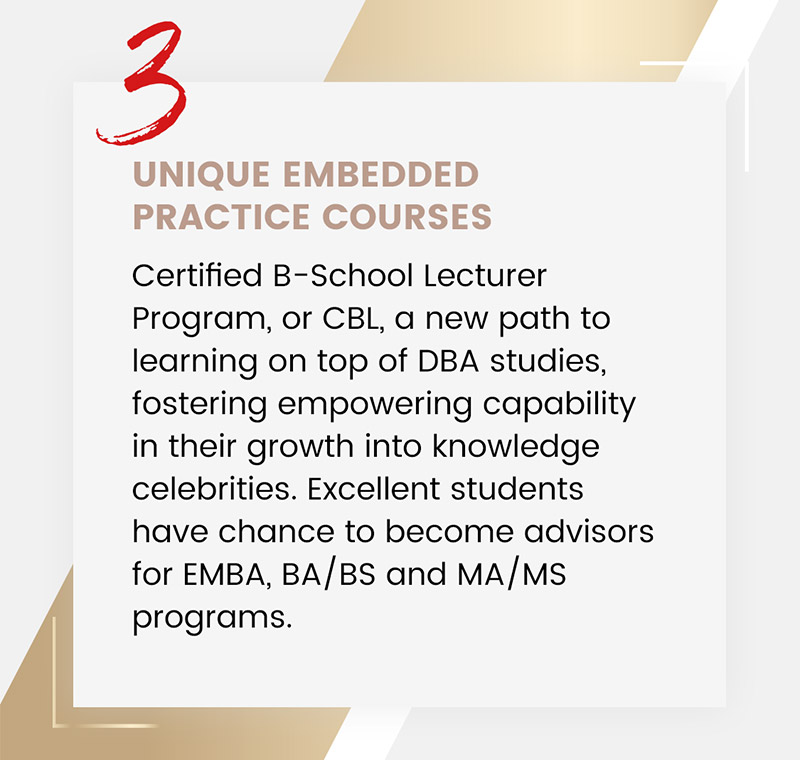 3
UNIQUE EMBEDDED
PRACTICE COURSES
Certified B-School Lecturer
Program, or CBL, a new path to
learning on top of DBA studies,
fostering empowering capability
in their growth into knowledge
celebrities. Excellent students
have chance to become advisors
for EMBA, BA/BS and MA/MS
programs.